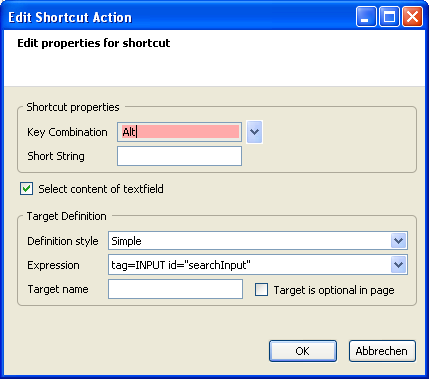 Edit Shortcut Action
Edit properties for shortcut
Shortcut properties
Key Combination Alt
Short String
Select content of textfield
Target Definition
Definition style Simple
Expression tag=INPUT id="searchInput"
Target name Target is optional in page
OK Abbrechen